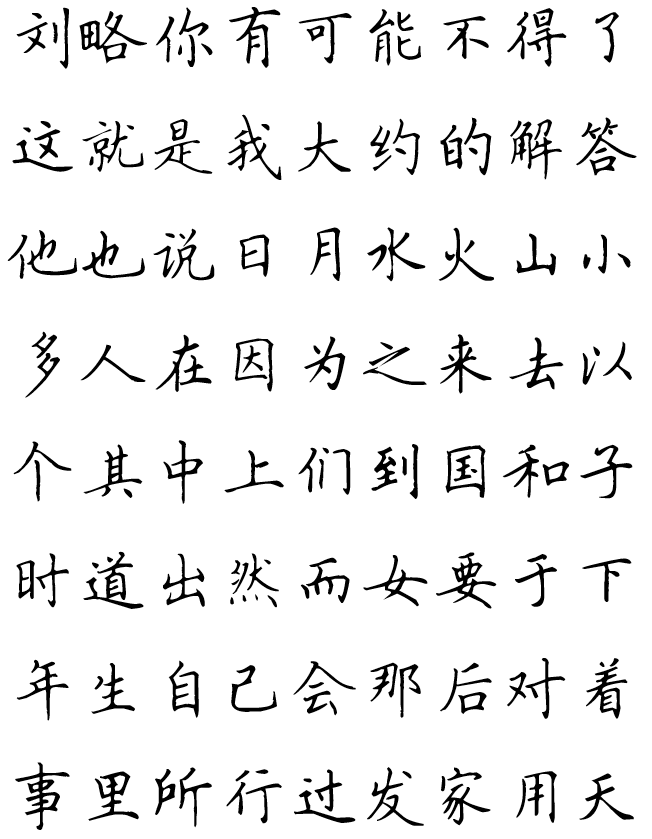 刘略你有可能不得了
这就是我大约的解答
他也说日月水火山小
多人在因为之来去以
个其中上们到国和子
时道出然而女要于下
年生自己会那后对着
事里所行过发家用天